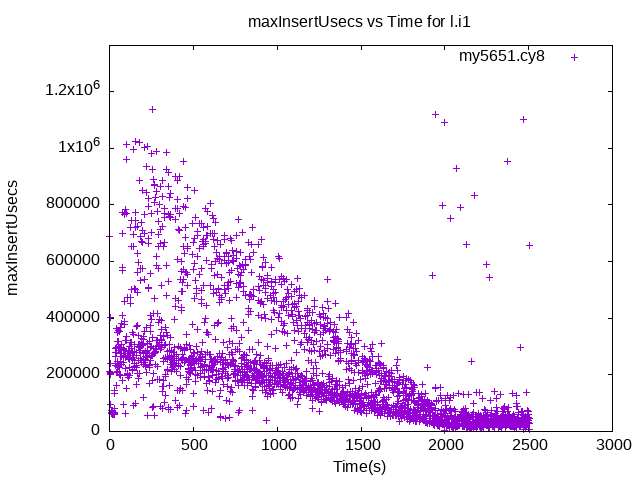 maxInsertUsecs vs Time for l.i1
my5651.cy8
1.2x10^6
1x10^6
800000
600000
400000
200000
0
maxInsertUsecs
0 500 1000 1500 2000 2500 3000
Time(s)